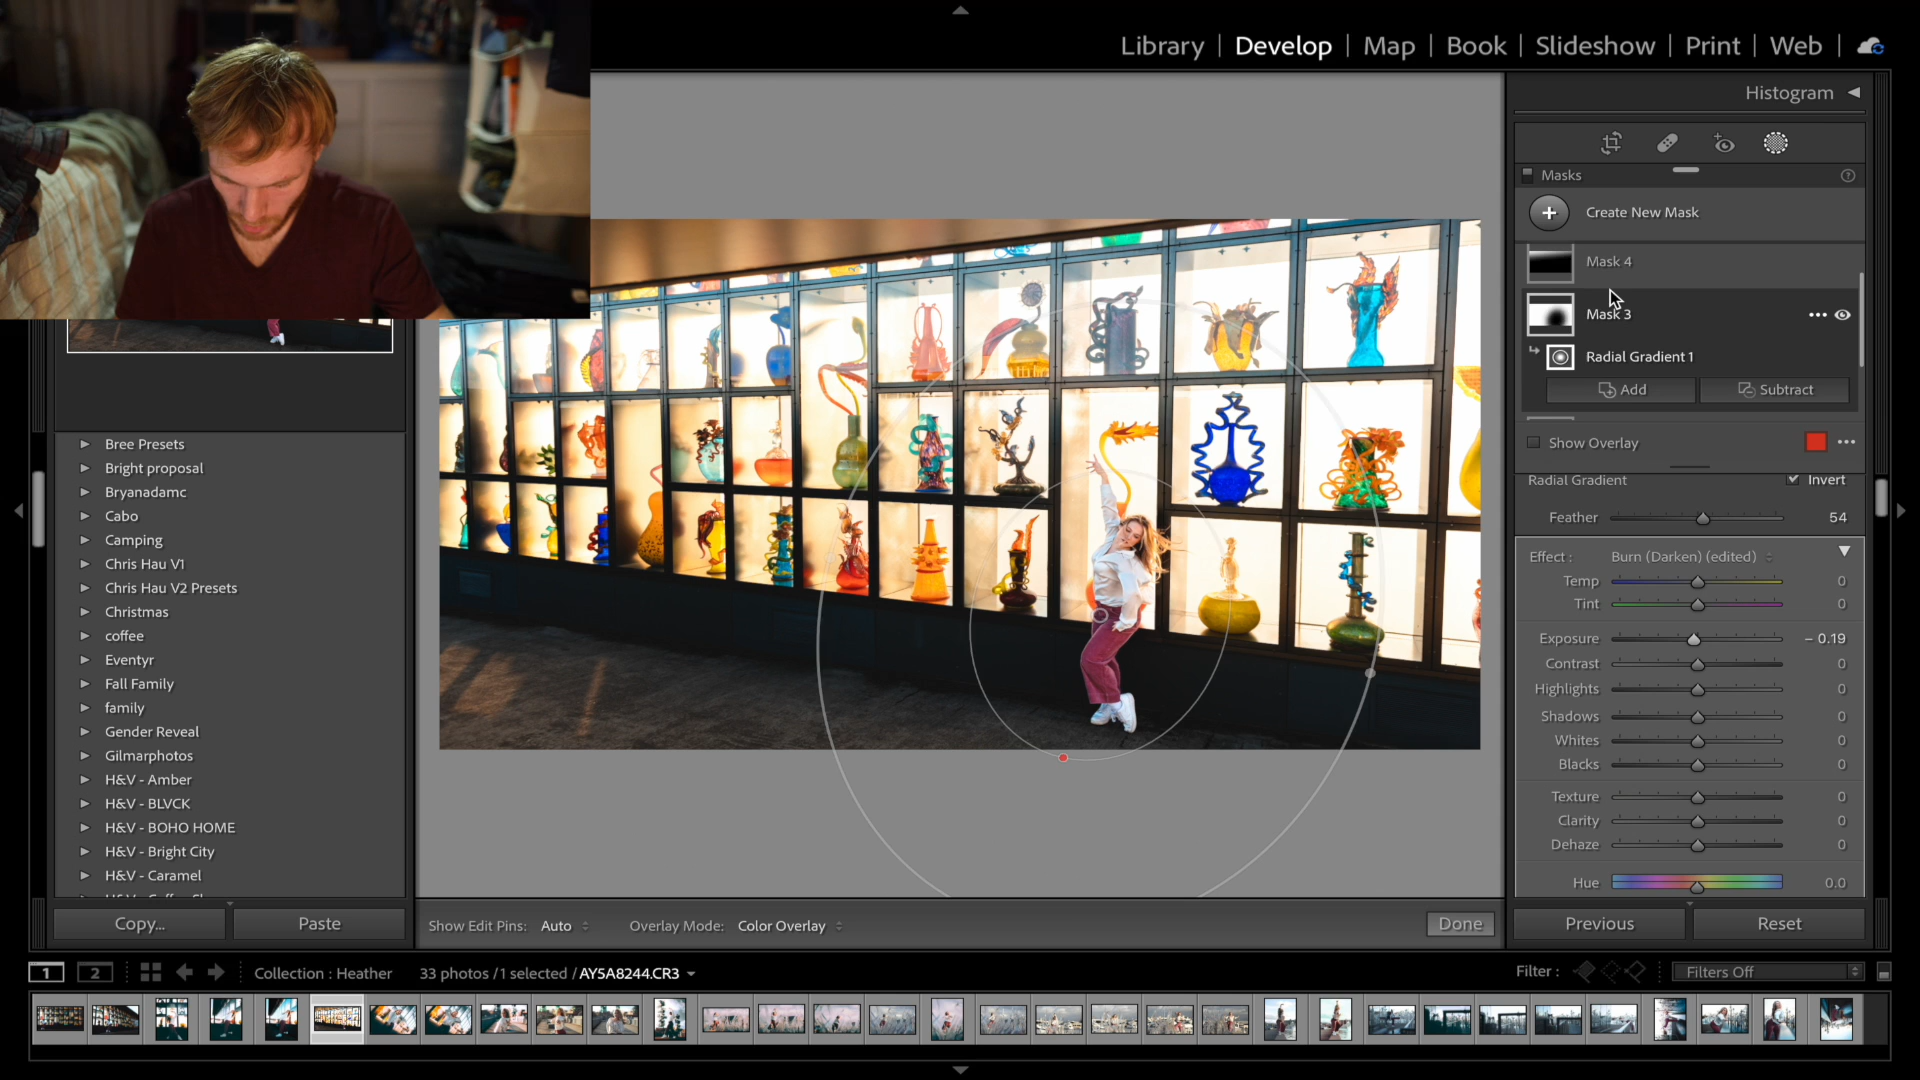 Library | Develop | Map | Book | Slideshow | Print | Web |
Histogram
Masks
Create New Mask
Mask 4
Mask 3
Radial Gradient 1
Add
Subtract
Show Overlay
Radial Gradient
Invert
Feather 54
Effect : Burn (Darken) (edited)
Temp 0
Tint 0
Exposure – 0.19
Contrast 0
Highlights 0
Shadows 0
Whites 0
Blacks 0
Texture 0
Clarity 0
Dehaze 0
Hue 0.0
Previous
Reset
Bree Presets
Bright proposal
Bryanadamc
Cabo
Camping
Chris Hau V1
Chris Hau V2 Presets
Christmas
coffee
Eventyr
Fall Family
family
Gender Reveal
Gilmarphotos
H&V - Amber
H&V - BLVCK
H&V - BOHO HOME
H&V - Bright City
H&V - Caramel
Copy...
Paste
Show Edit Pins: Auto
Overlay Mode: Color Overlay
Done
1
2
Collection : Heather
33 photos /1 selected /AY5A8244.CR3
Filter :
Filters Off